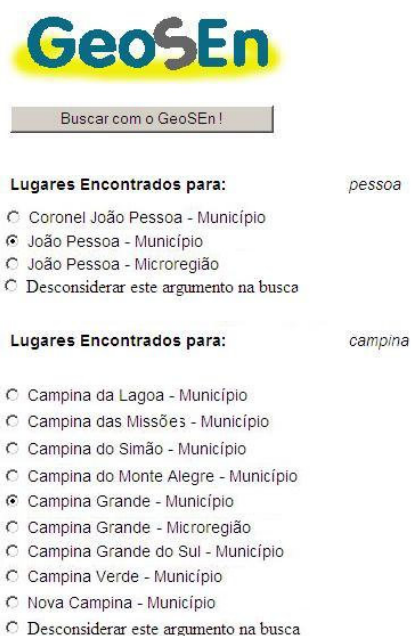 GeoSEn
Buscar com o GeoSEn !
Lugares Encontrados para: pessoa
Coronel João Pessoa - Município
João Pessoa - Município
João Pessoa - Microregião
Desconsiderar este argumento na busca
Lugares Encontrados para: campina
Campina da Lagoa - Município
Campina das Missões - Município
Campina do Simão - Município
Campina do Monte Alegre - Município
Campina Grande - Município
Campina Grande - Microregião
Campina Grande do Sul - Município
Campina Verde - Município
Nova Campina - Município
Desconsiderar este argumento na busca